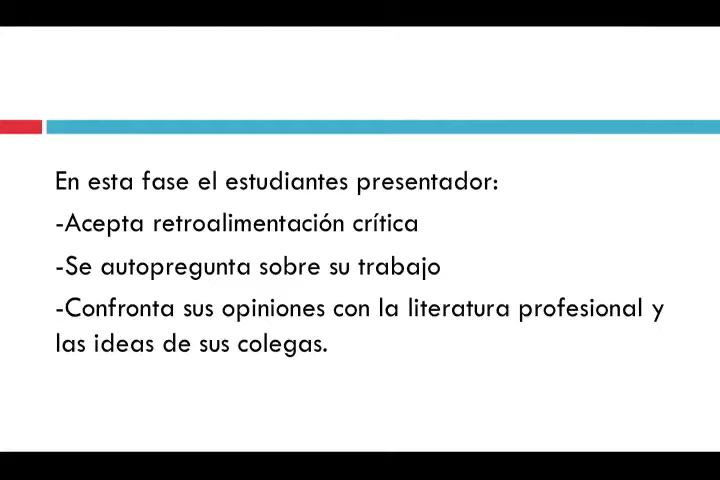 En esta fase el estudiantes presentador:
-Acepta retroalimentación crítica
-Se autopregunta sobre su trabajo
-Confronta sus opiniones con la literatura profesional y
las ideas de sus colegas.